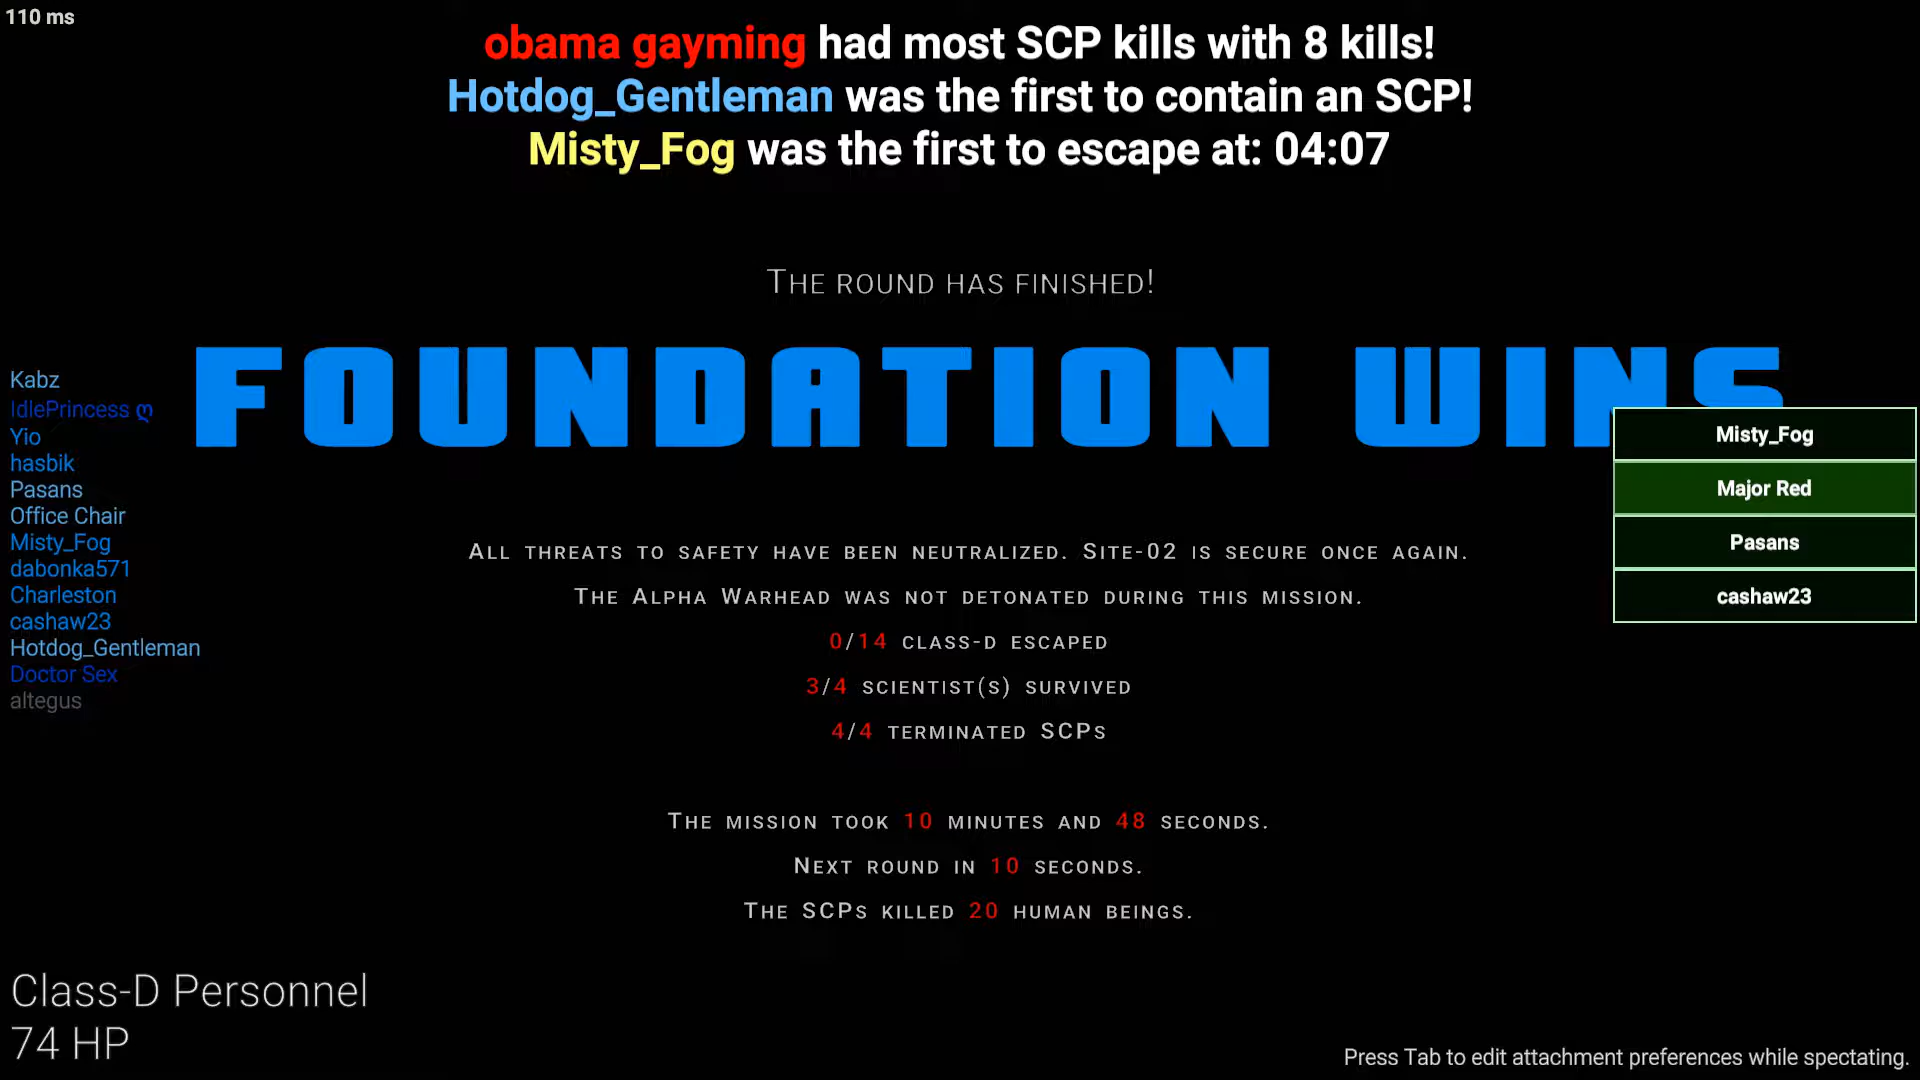 110 ms
obama gayming had most SCP kills with 8 kills!
Hotdog_Gentleman was the first to contain an SCP!
Misty_Fog was the first to escape at: 04:07
The round has finished!
FOUNDATION WINS
Kabz
IdlePrincess ღ
Yio
hasbik
Pasans
Office Chair
Misty_Fog
dabonka571
Charleston
cashaw23
Hotdog_Gentleman
Doctor Sex
altegus
Misty_Fog
Major Red
Pasans
cashaw23
All threats to safety have been neutralized. Site-02 is secure once again.
The Alpha Warhead was not detonated during this mission.
0/14 class-d escaped
3/4 scientist(s) survived
4/4 terminated SCPs
The mission took 10 minutes and 48 seconds.
Next round in 10 seconds.
The SCPs killed 20 human beings.
Class-D Personnel
74 HP
Press Tab to edit attachment preferences while spectating.